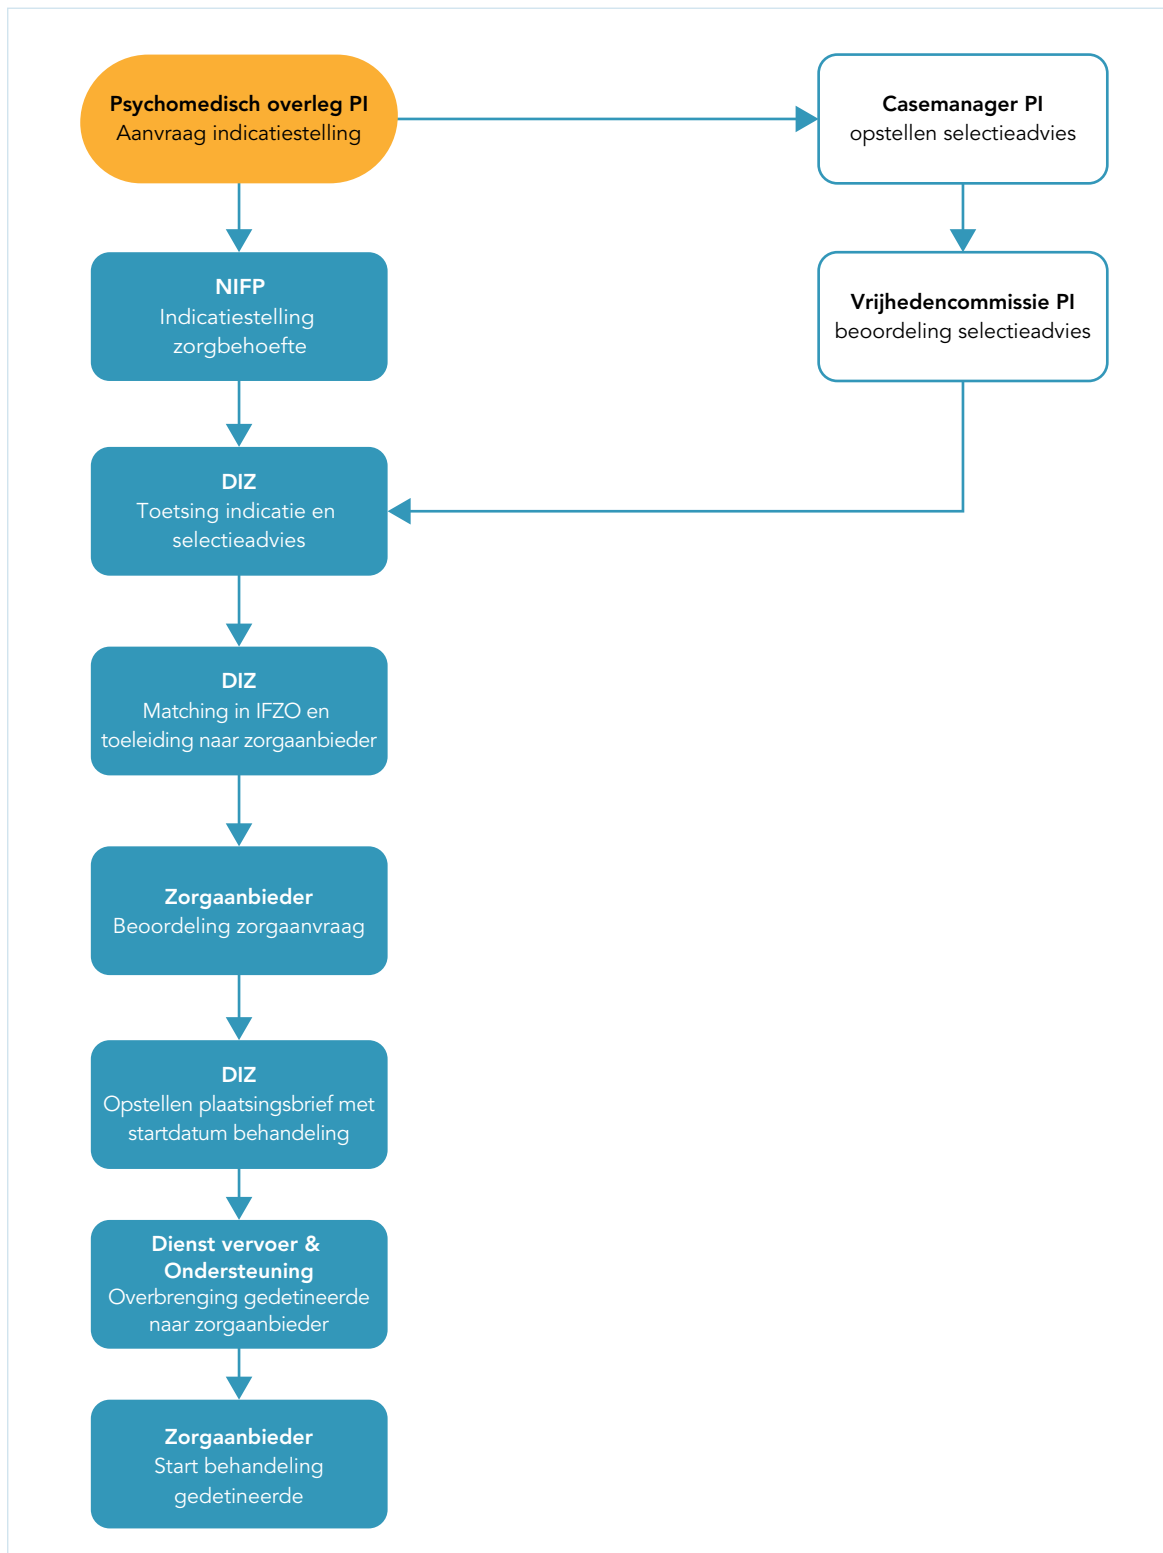 Psychomedisch overleg PI
Aanvraag indicatiestelling
Casemanager PI
opstellen selectieadvies
NIFP
Indicatiestelling
zorgbehoefte
Vrijhedencommissie PI
beoordeling selectieadvies
DIZ
Toetsing indicatie en
selectieadvies
DIZ
Matching in IFZO en
toeleiding naar zorgaanbieder
Zorgaanbieder
Beoordeling zorgaanvraag
DIZ
Opstellen plaatsingsbrief met
startdatum behandeling
Dienst vervoer &
Ondersteuning
Overbrenging gedetineerde
naar zorgaanbieder
Zorgaanbieder
Start behandeling
gedetineerde